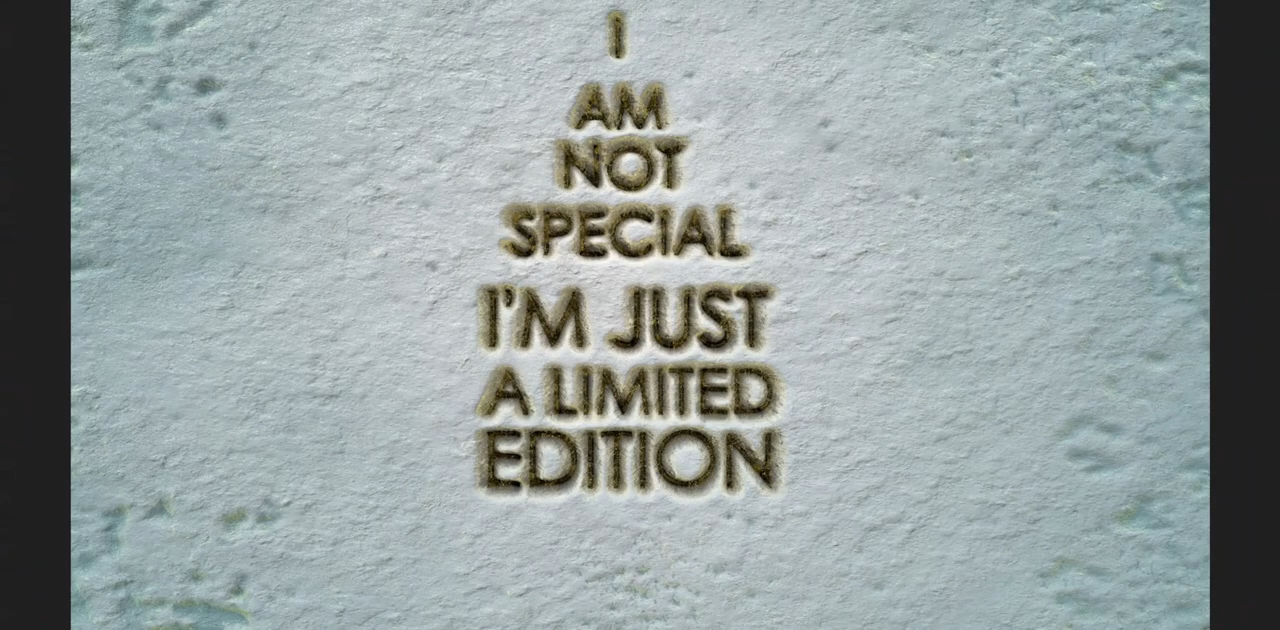 I
AM
NOT
SPECIAL
I'M JUST
A LIMITED
EDITION